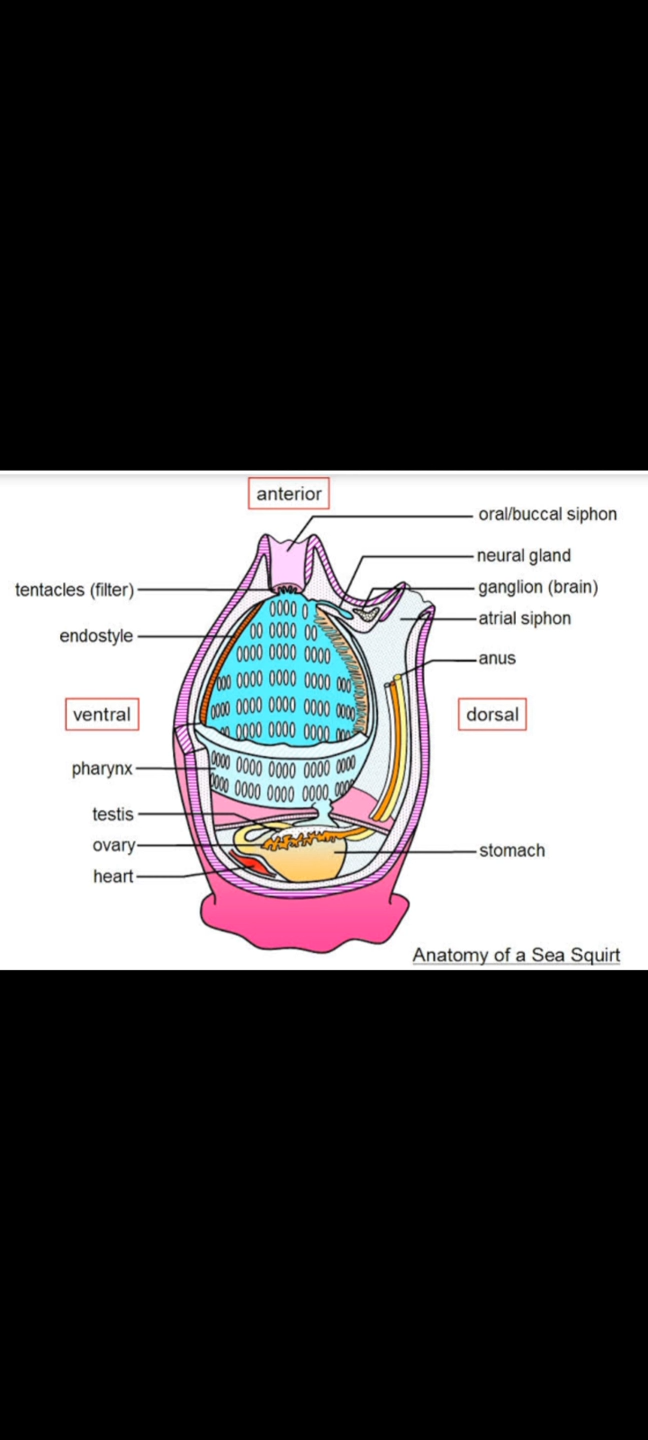 anterior
oral/buccal siphon
neural gland
tentacles (filter)
ganglion (brain)
atrial siphon
endostyle
anus
ventral
dorsal
pharynx
testis
ovary
stomach
heart
Anatomy of a Sea Squirt